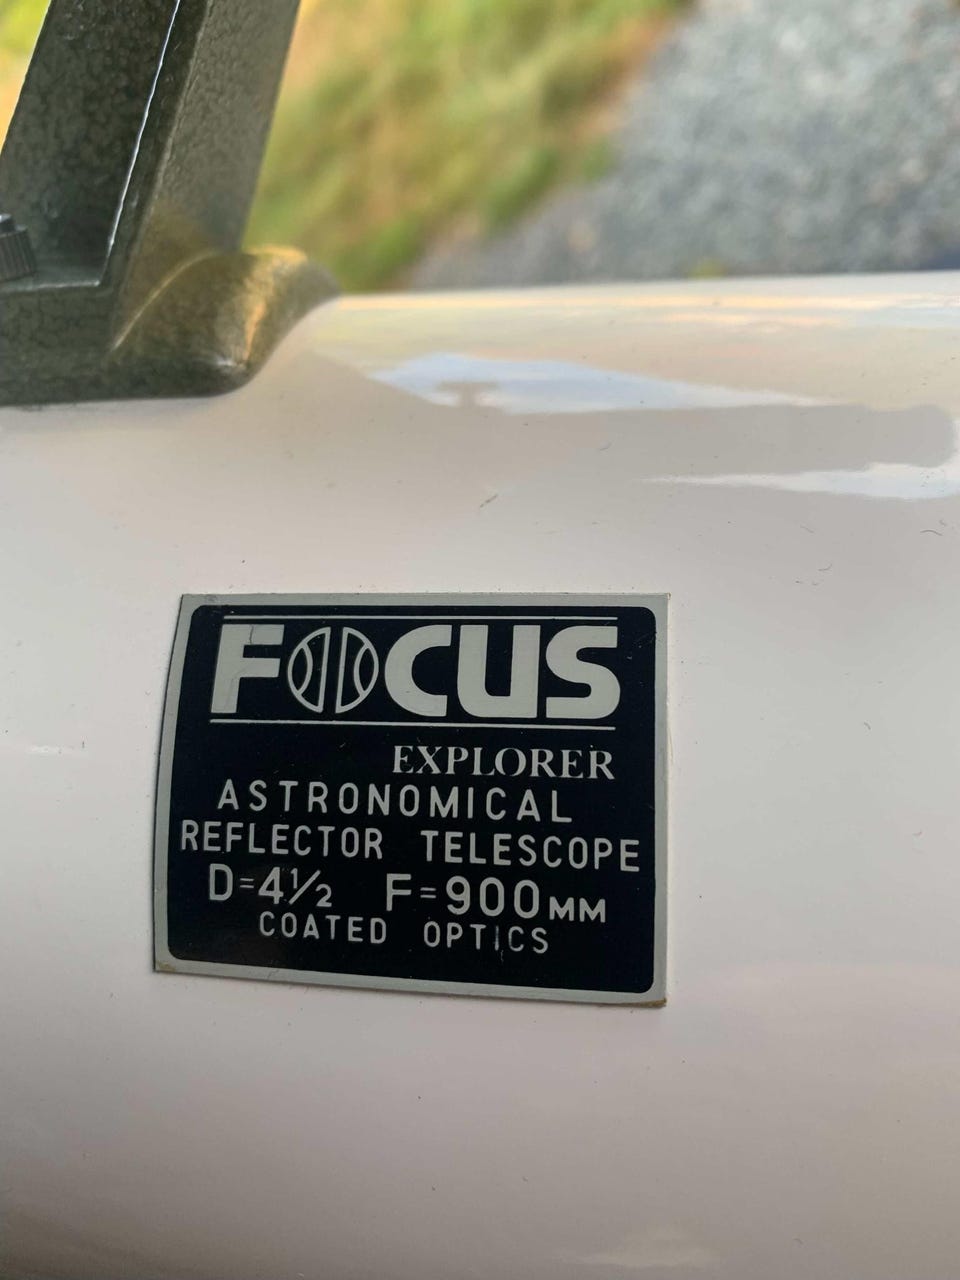 FOCUS
EXPLORER
ASTRONOMICAL
REFLECTOR TELESCOPE
D=4½ F=900MM
COATED OPTICS